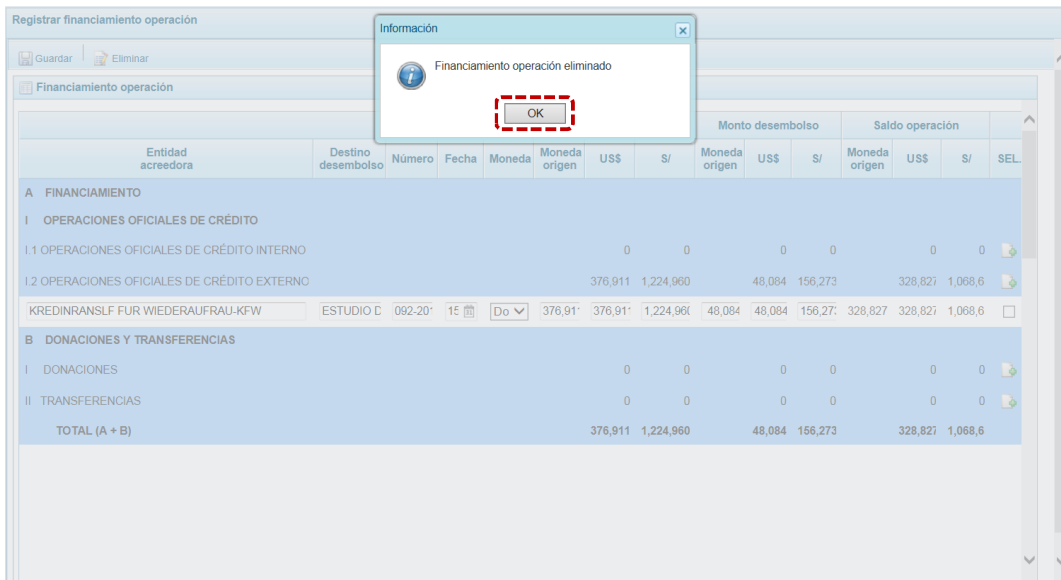 Registrar financiamiento operación
Guardar Eliminar
Información
Financiamiento operación eliminado
OK
Financiamiento operación
Monto desembolso Saldo operación
Entidad acreedora Destino desembolso Número Fecha Moneda Moneda origen US$ S/ Moneda origen US$ S/ Moneda origen US$ S/ SEL.
A FINANCIAMIENTO
I OPERACIONES OFICIALES DE CRÉDITO
I.1 OPERACIONES OFICIALES DE CRÉDITO INTERNO 0 0 0 0 0 0
I.2 OPERACIONES OFICIALES DE CRÉDITO EXTERNO 376,911 1,224,960 48,084 156,273 328,827 1,068,6
KREDINRANSLF FUR WIEDERAUFRAU-KFW ESTUDIO D 092-201 15 Do 376,911 376,911 1,224,960 48,084 48,084 156,27 328,827 328,827 1,068,6
B DONACIONES Y TRANSFERENCIAS
I DONACIONES 0 0 0 0 0 0
II TRANSFERENCIAS 0 0 0 0 0 0
TOTAL (A + B) 376,911 1,224,960 48,084 156,273 328,827 1,068,6